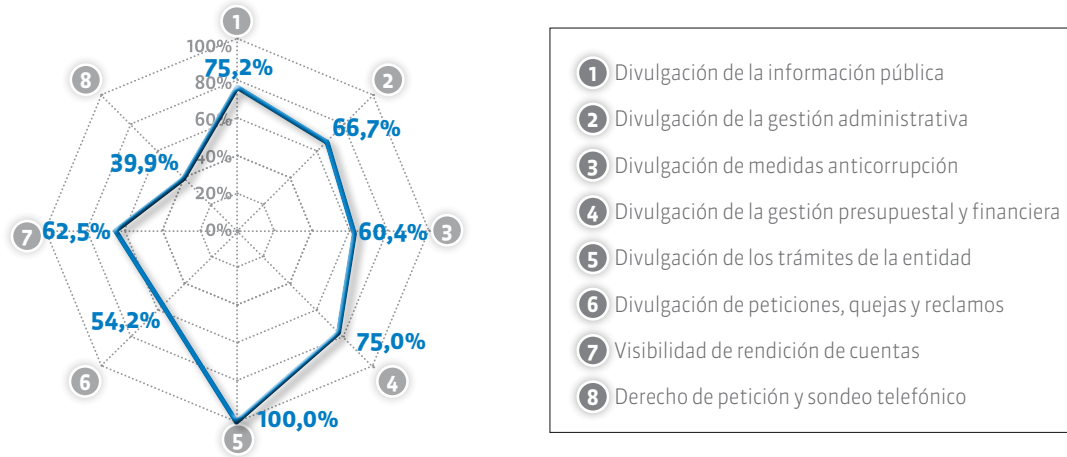 1
100%
75,2%
80%
8
2
60%
66,7%
39,9%
40%
20%
7
62,5%
0%
60,4%
3
54,2%
75,0%
6
4
100,0%
5
1 Divulgación de la información pública
2 Divulgación de la gestión administrativa
3 Divulgación de medidas anticorrupción
4 Divulgación de la gestión presupuestal y financiera
5 Divulgación de los trámites de la entidad
6 Divulgación de peticiones, quejas y reclamos
7 Visibilidad de rendición de cuentas
8 Derecho de petición y sondeo telefónico